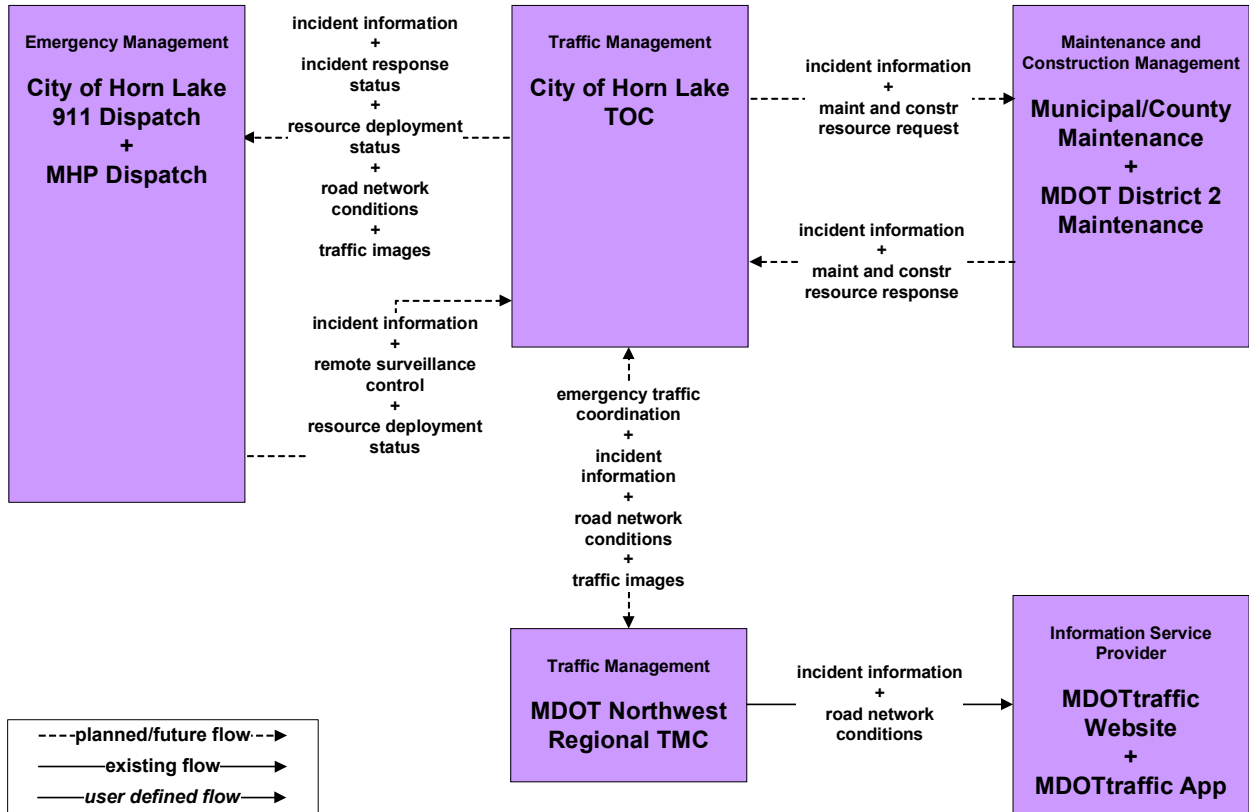 Emergency Management
City of Horn Lake
911 Dispatch
+
MHP Dispatch
incident information
+
incident response
status
+
resource deployment
status
+
road network
conditions
+
traffic images
incident information
+
remote surveillance
control
+
resource deployment
status
Traffic Management
City of Horn Lake
TOC
incident information
+
maint and constr
resource request
incident information
+
maint and constr
resource response
Maintenance and
Construction Management
Municipal/County
Maintenance
+
MDOT District 2
Maintenance
emergency traffic
coordination
+
incident
information
+
road network
conditions
+
traffic images
Traffic Management
MDOT Northwest
Regional TMC
incident information
+
road network
conditions
Information Service
Provider
MDOTtraffic
Website
+
MDOTtraffic App
planned/future flow
existing flow
user defined flow